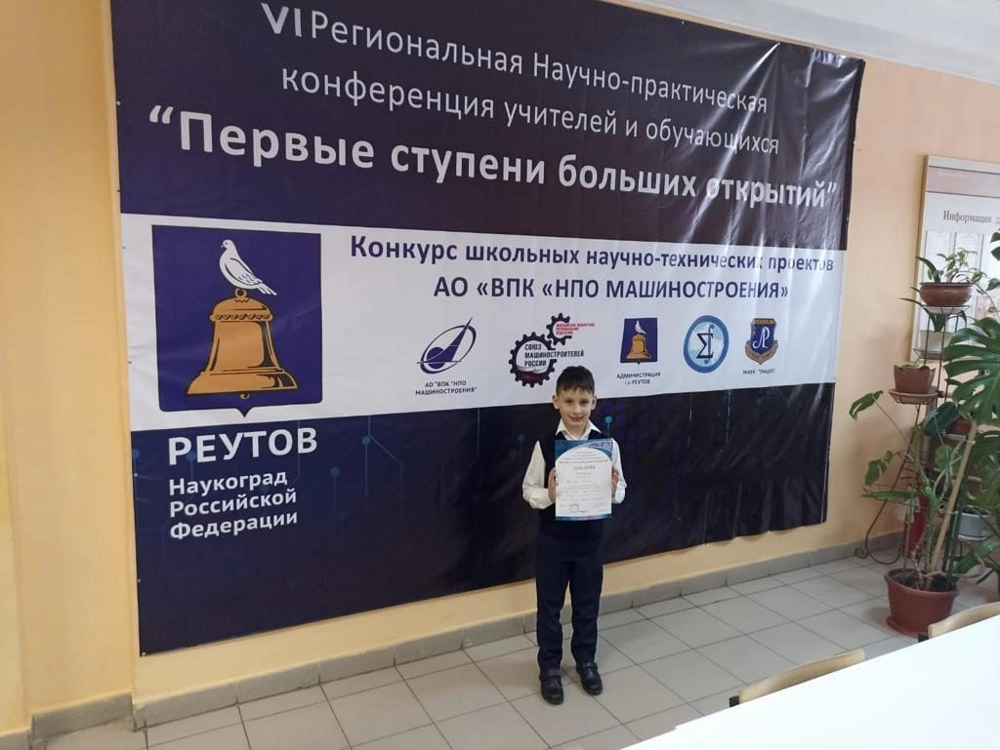 VI Региональная Научно-практическая
конференция учителей и обучающихся
“Первые ступени больших открытий”
Конкурс школьных научно-технических проектов
АО «ВПК «НПО МАШИНОСТРОЕНИЯ»
АО "ВПК "НПО
МАШИНОСТРОЕНИЯ"
СОЮЗ
МАШИНОСТРОИТЕЛЕЙ
РОССИИ
АДМИНИСТРАЦИЯ
г.о. РЕУТОВ
МАОУ "ЛИЦЕЙ"
РЕУТОВ
Наукоград
Российской
Федерации
ДИПЛОМ
Информация